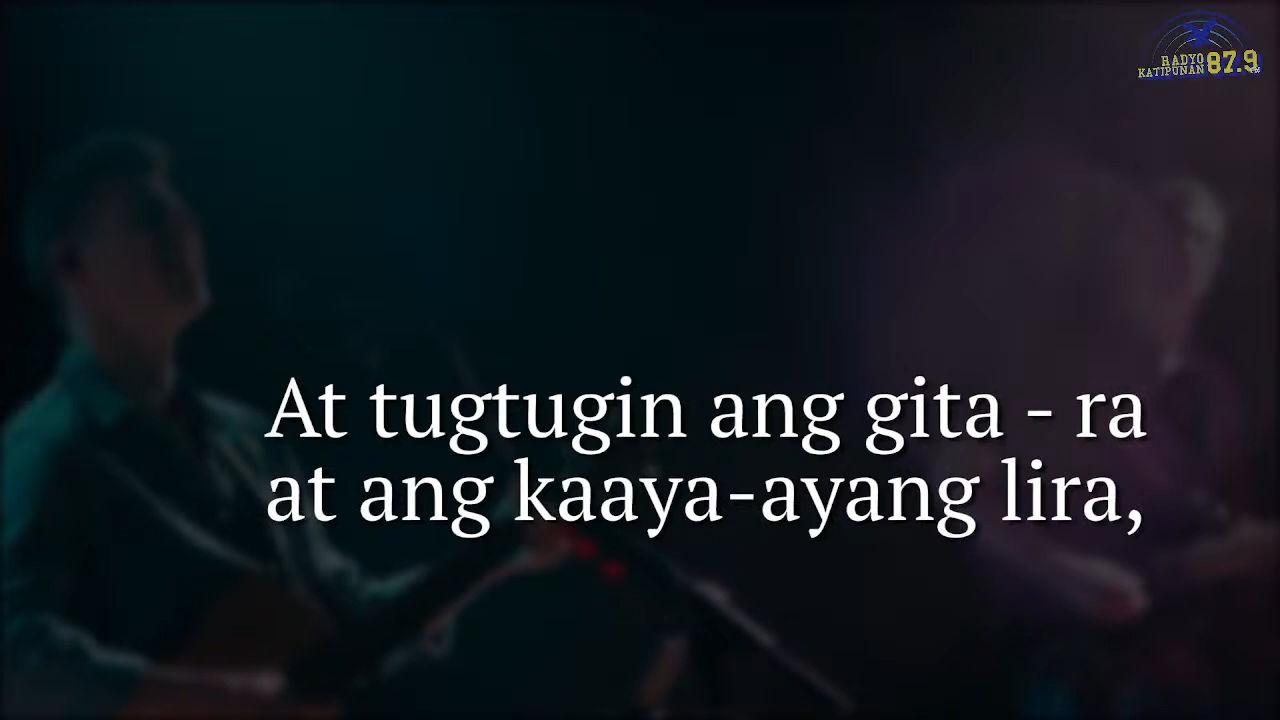 RADYO
KATIPUNAN 87.9
At tugtugin ang gita - ra
at ang kaaya-ayang lira,